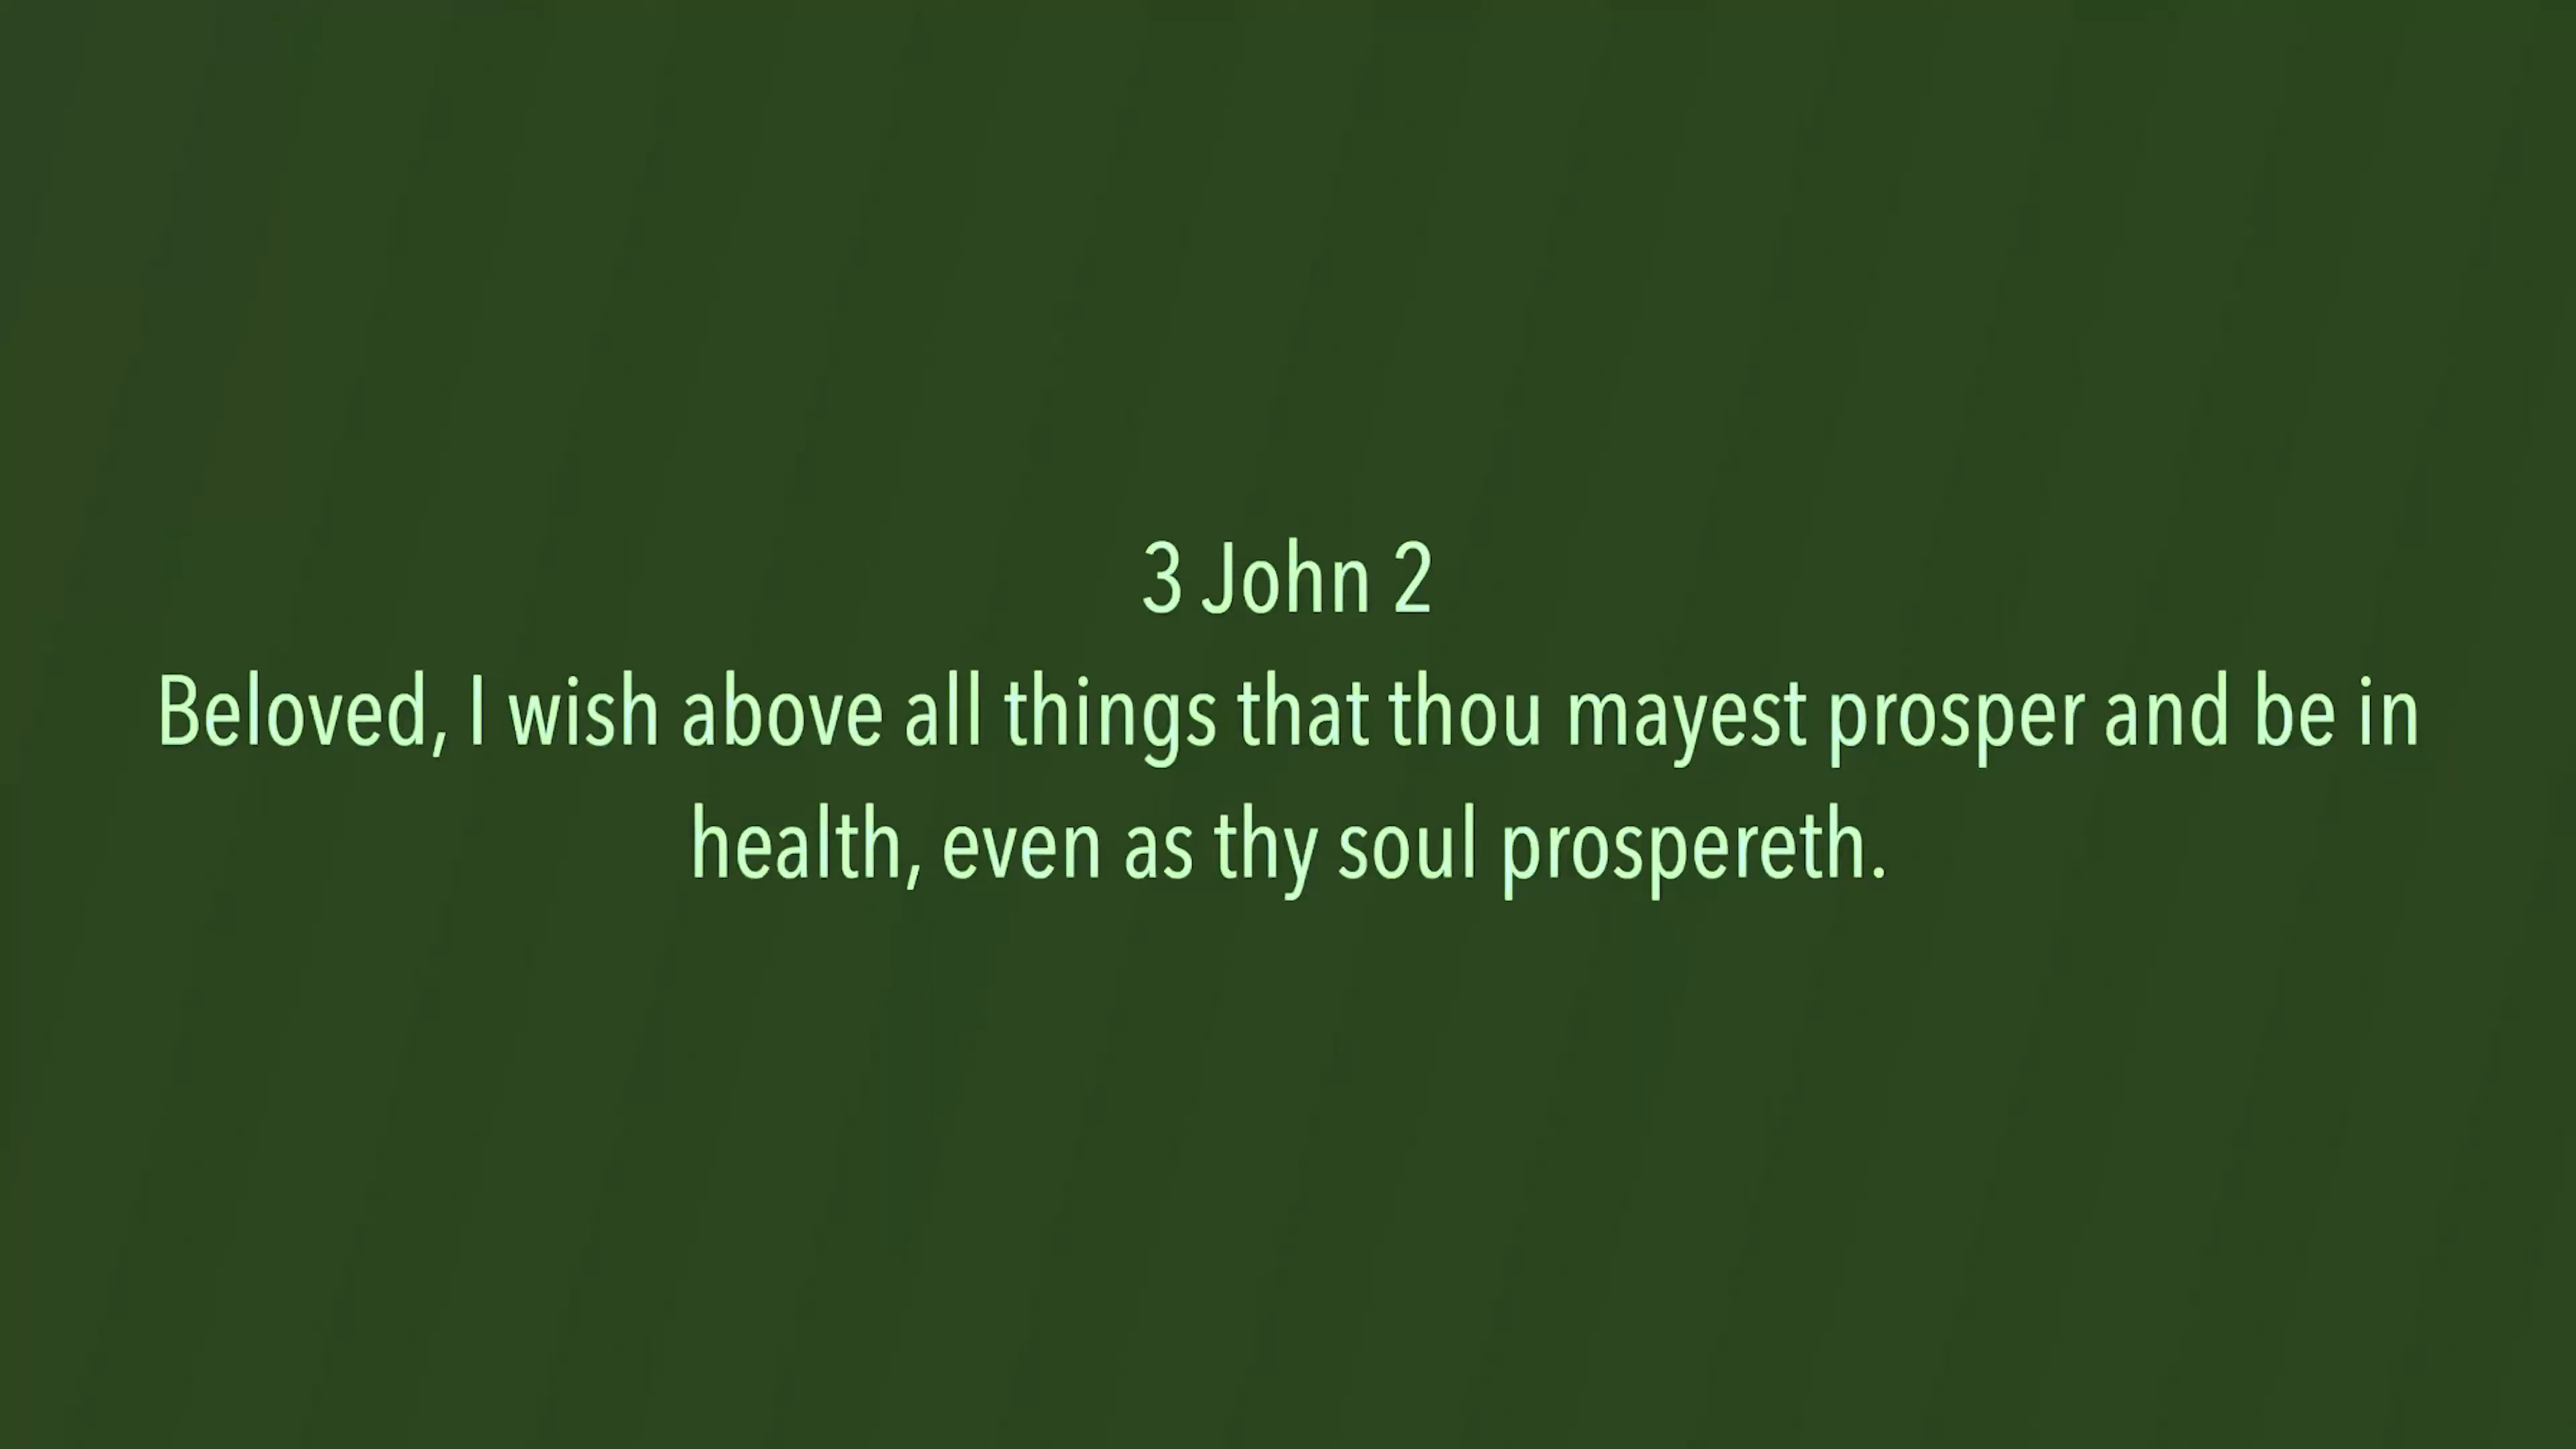 3 John 2
Beloved, I wish above all things that thou mayest prosper and be in
health, even as thy soul prospereth.